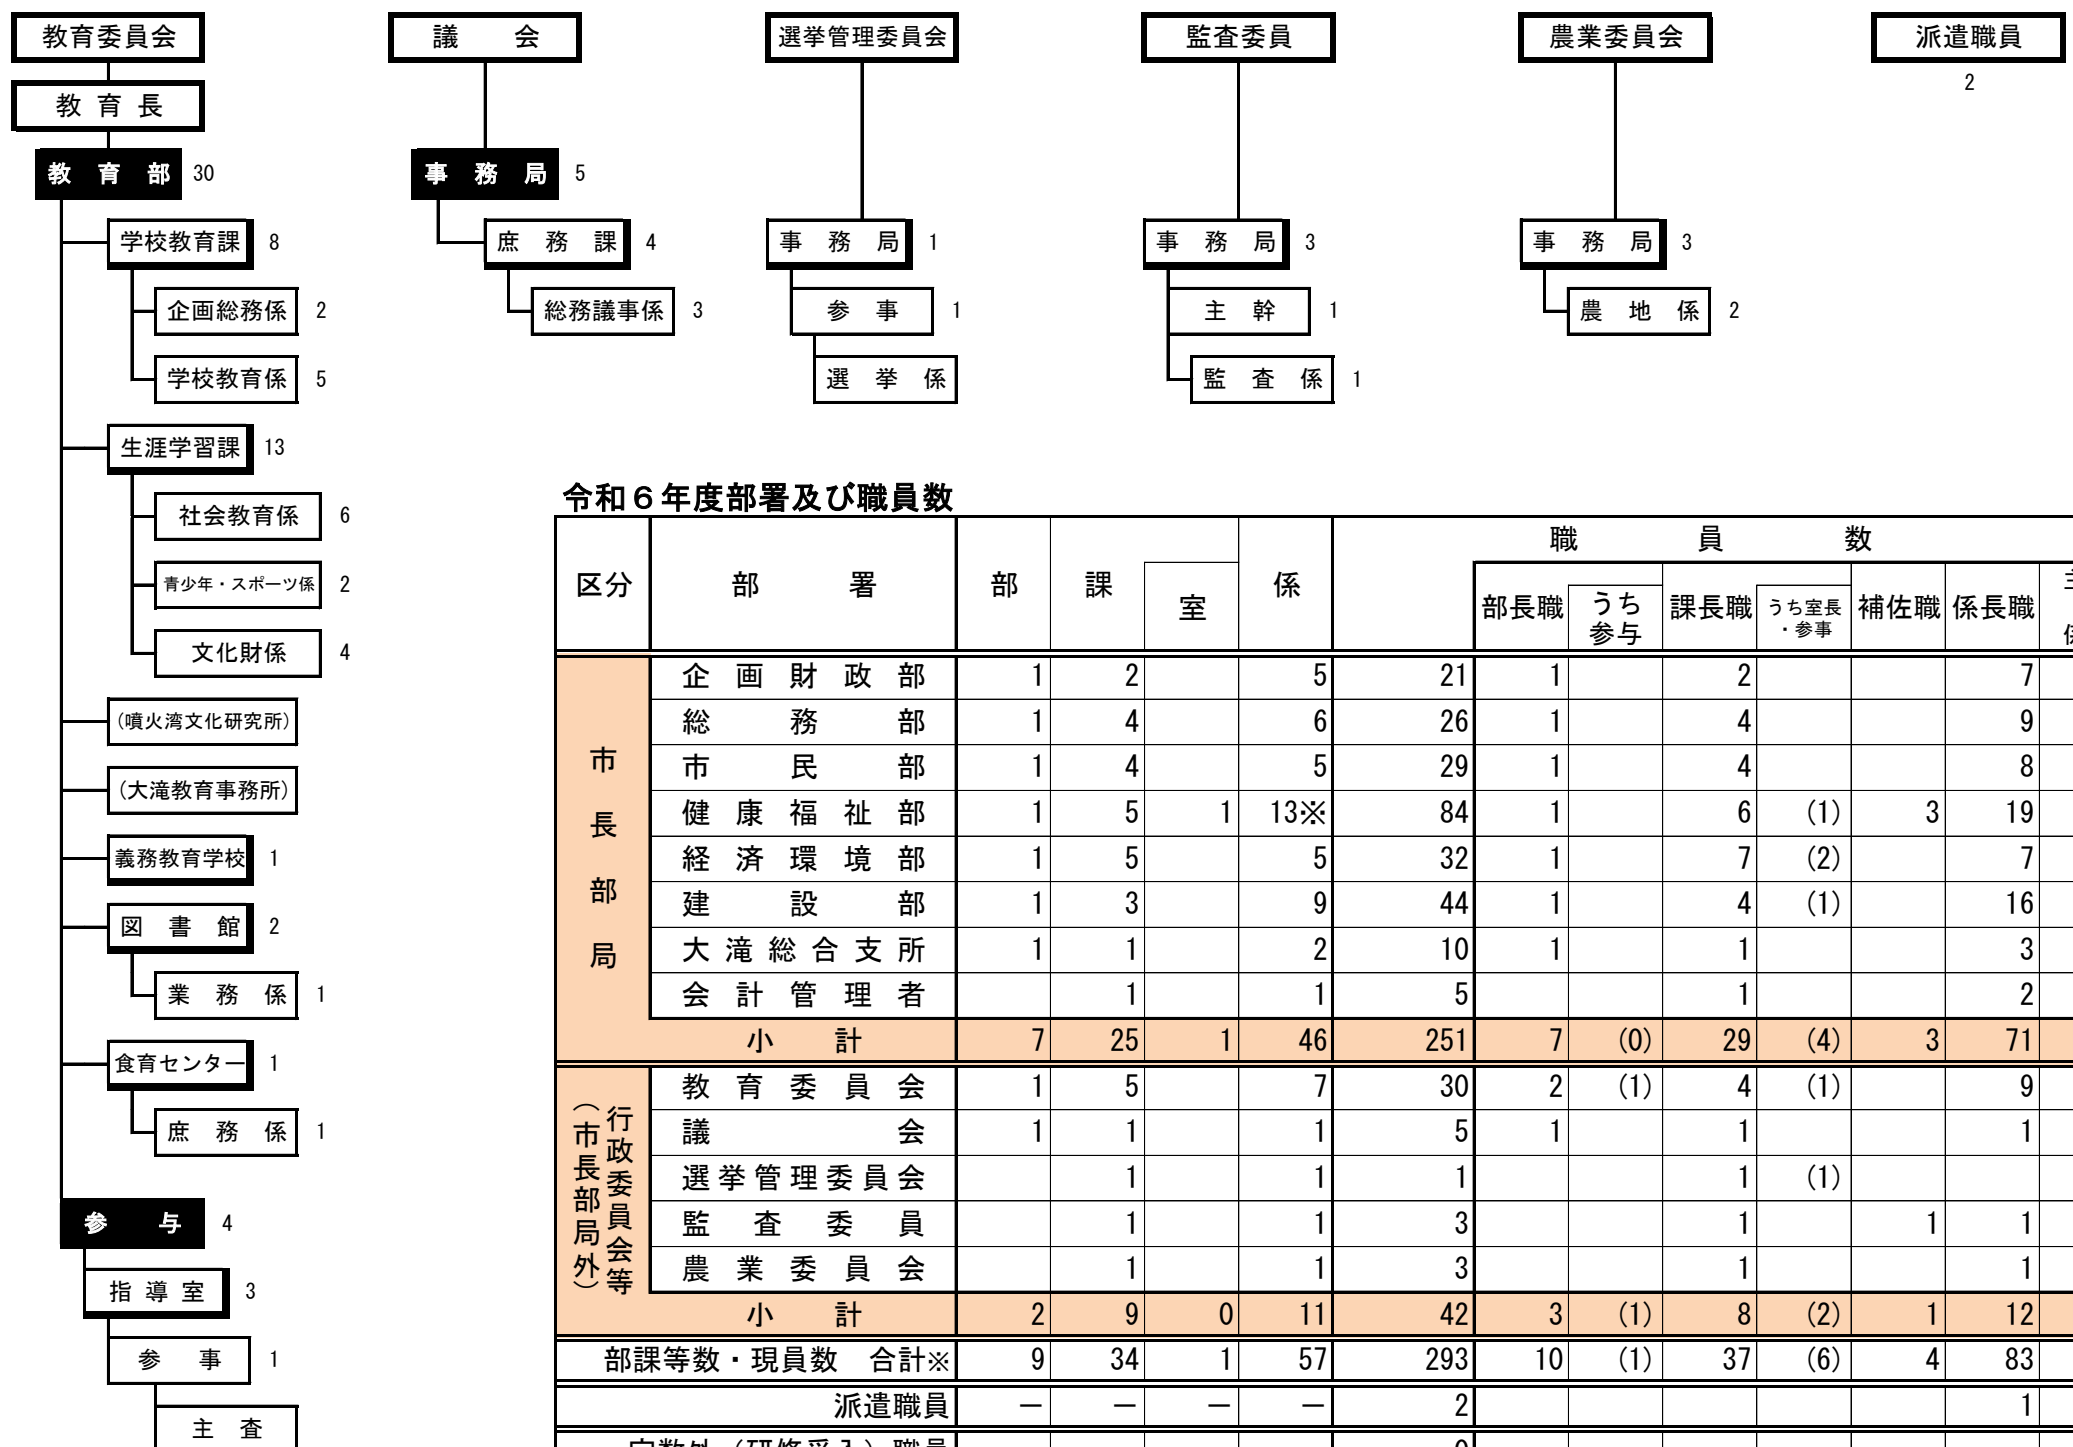 教育委員会 議会 選挙管理委員会 監査委員 農業委員会 派遣職員
2
教育長
教育部 30 事務局 5
学校教育課 8 庶務課 4 事務局 1 事務局 3 事務局 3
企画総務係 2 総務議事係 3 参事 1 主幹 1 農地係 2
学校教育係 5 選挙係 監査係 1
生涯学習課 13
社会教育係 6
青少年・スポーツ係 2
文化財係 4
(噴火湾文化研究所)
(大滝教育事務所)
義務教育学校 1
図書館 2
業務係 1
食育センター 1
庶務係 1
参与 4
指導室 3
参事 1
主査
令和6年度部署及び職員数
区分 部署 部 課 室 係 職員数
部長職 うち参与 課長職 うち室長・参事 補佐職 係長職
市長部局
企画財政部 1 2 5 21 1 2 7
総務部 1 4 6 26 1 4 9
市民部 1 4 5 29 1 4 8
健康福祉部 1 5 1 13※ 84 1 6 (1) 3 19
経済環境部 1 5 5 32 1 7 (2) 7
建設部 1 3 9 44 1 4 (1) 16
大滝総合支所 1 1 2 10 1 1 3
会計管理者 1 1 5 1 2
小計 7 25 1 46 251 7 (0) 29 (4) 3 71
行政委員会等
(市長部局外)
教育委員会 1 5 7 30 2 (1) 4 (1) 9
議会 1 1 1 5 1 1 1
選挙管理委員会 1 1 1 1 (1)
監査委員 1 1 3 1 1 1
農業委員会 1 1 3 1 1
小計 2 9 0 11 42 3 (1) 8 (2) 1 12
部課等数・現員数 合計※ 9 34 1 57 293 10 (1) 37 (6) 4 83
派遣職員 － － － － 2 1